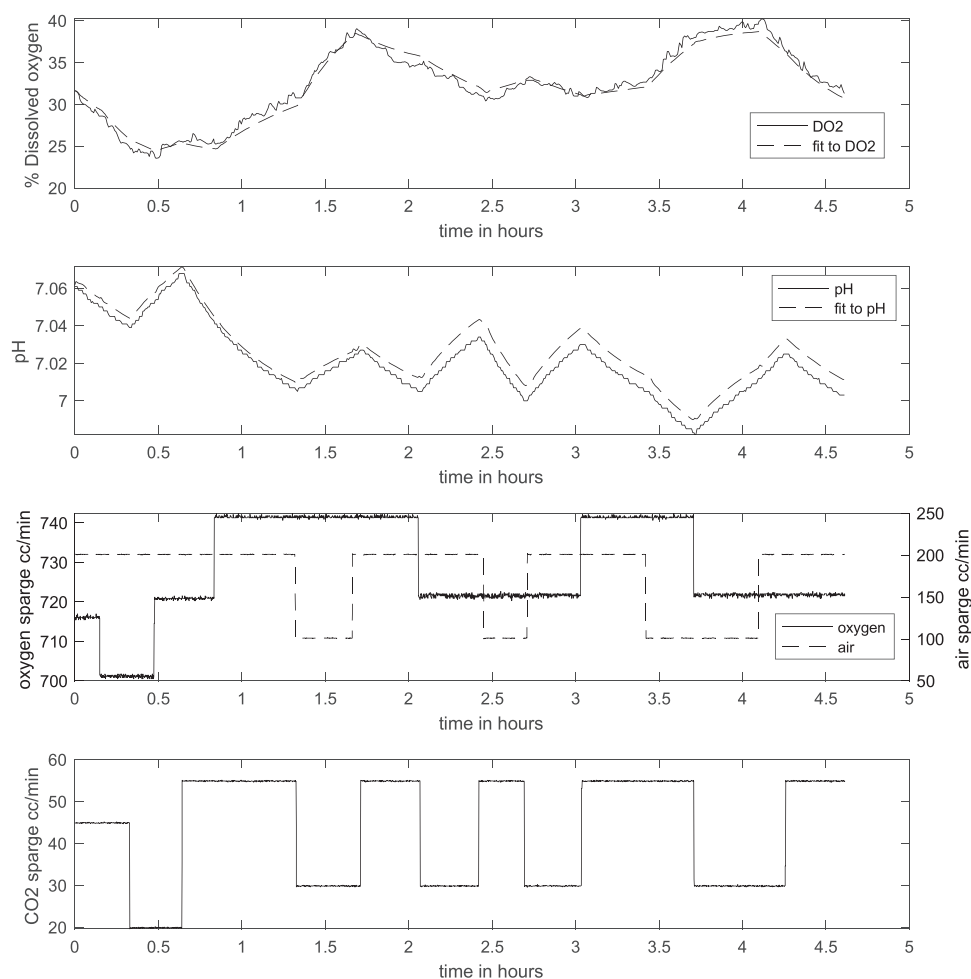 % Dissolved oxygen
40
35
30
25
20
DO2
fit to DO2
0 0.5 1 1.5 2 2.5 3 3.5 4 4.5 5
time in hours
pH
7.06
7.04
7.02
7
pH
fit to pH
0 0.5 1 1.5 2 2.5 3 3.5 4 4.5 5
time in hours
oxygen sparge cc/min
740
730
720
710
700
250
200
150
100
50
air sparge cc/min
oxygen
air
0 0.5 1 1.5 2 2.5 3 3.5 4 4.5 5
time in hours
CO2 sparge cc/min
60
50
40
30
20
0 0.5 1 1.5 2 2.5 3 3.5 4 4.5 5
time in hours